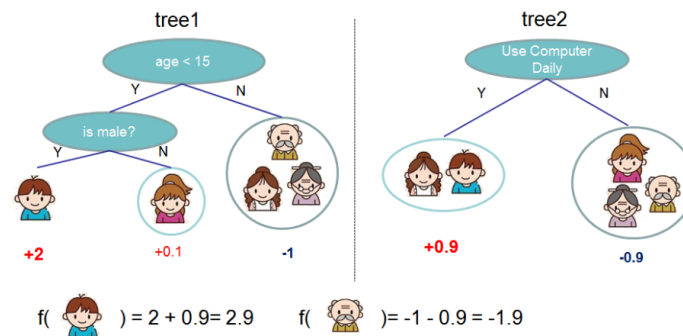 tree1
tree2
age < 15
Use Computer
Daily
Y
N
Y
N
is male?
Y
N
+2
+0.1
-1
+0.9
-0.9
f( ) = 2 + 0.9= 2.9
f( )= -1 - 0.9 = -1.9